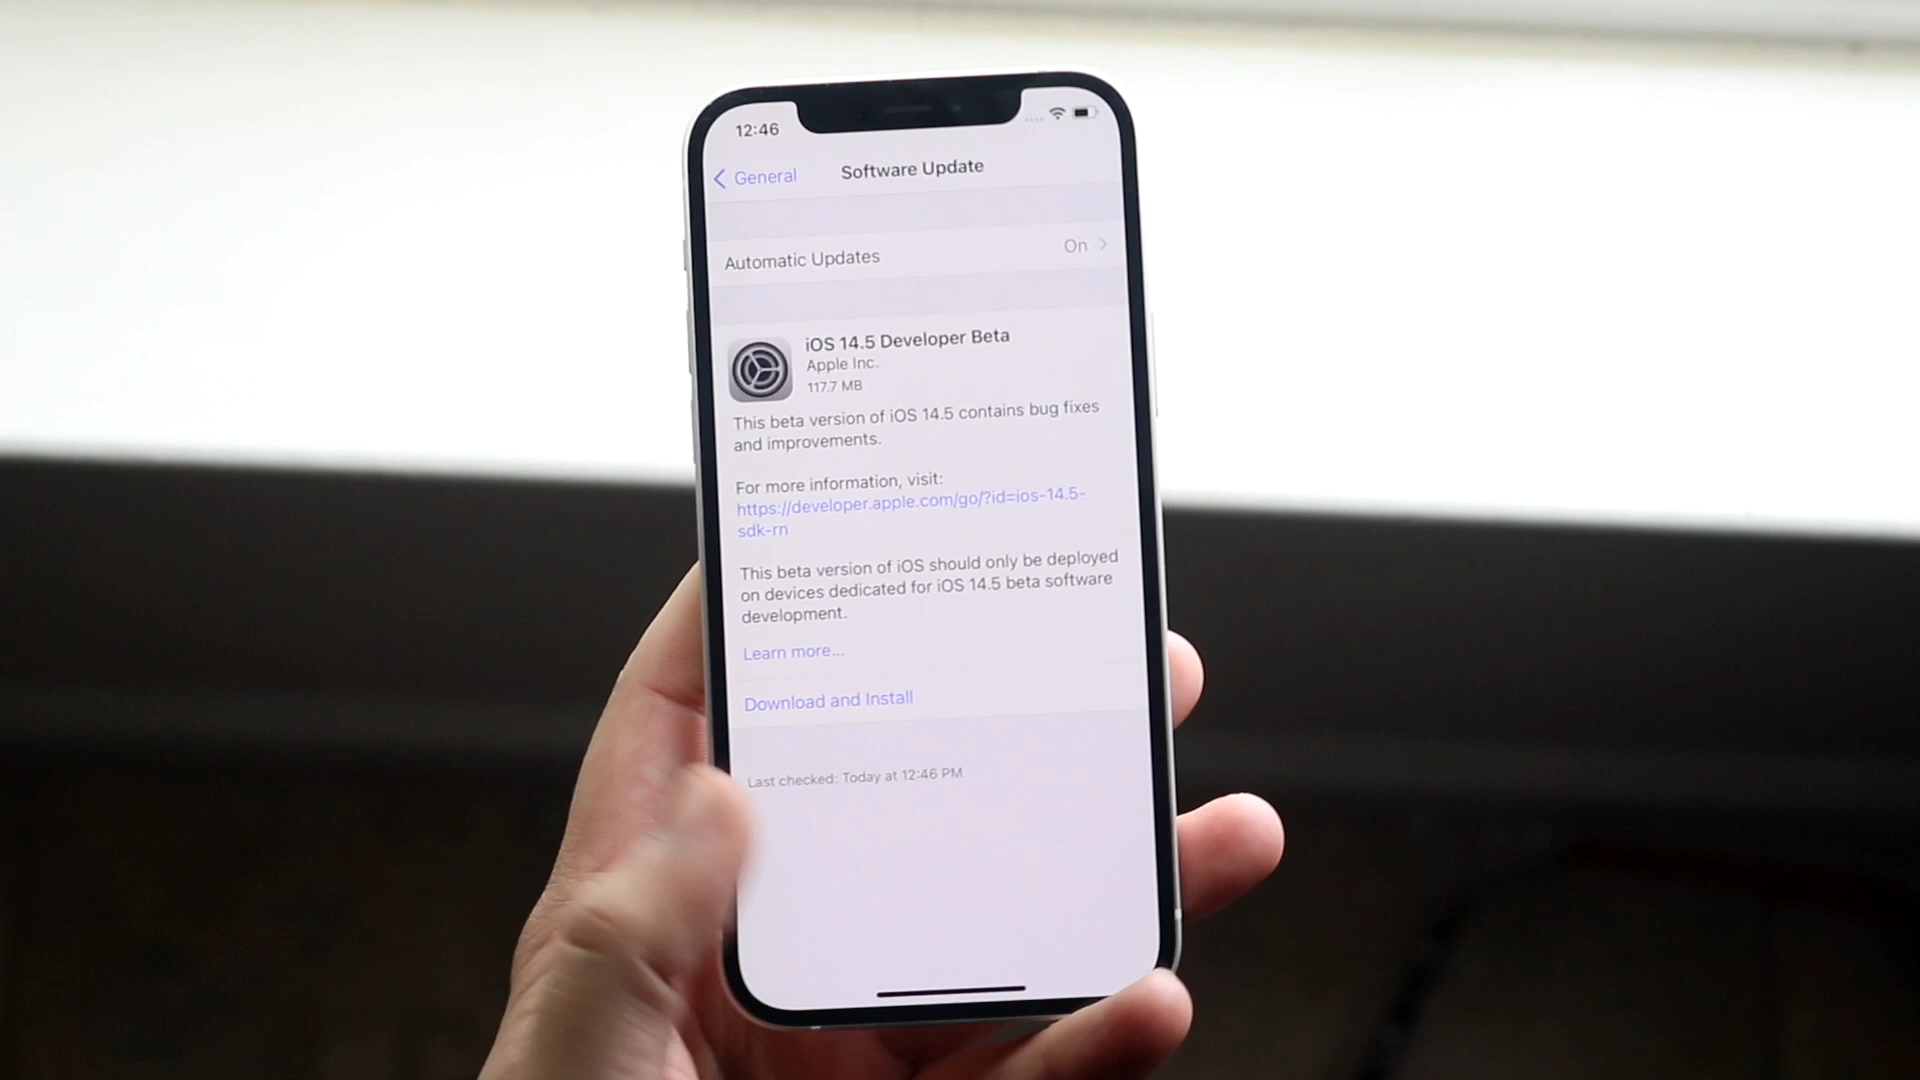 12:46
General
Software Update
Automatic Updates
On
iOS 14.5 Developer Beta
Apple Inc.
117.7 MB
This beta version of iOS 14.5 contains bug fixes
and improvements.
For more information, visit:
https://developer.apple.com/go/?id=ios-14.5-
sdk-rn
This beta version of iOS should only be deployed
on devices dedicated for iOS 14.5 beta software
development.
Learn more...
Download and Install
Last checked: Today at 12:46 PM